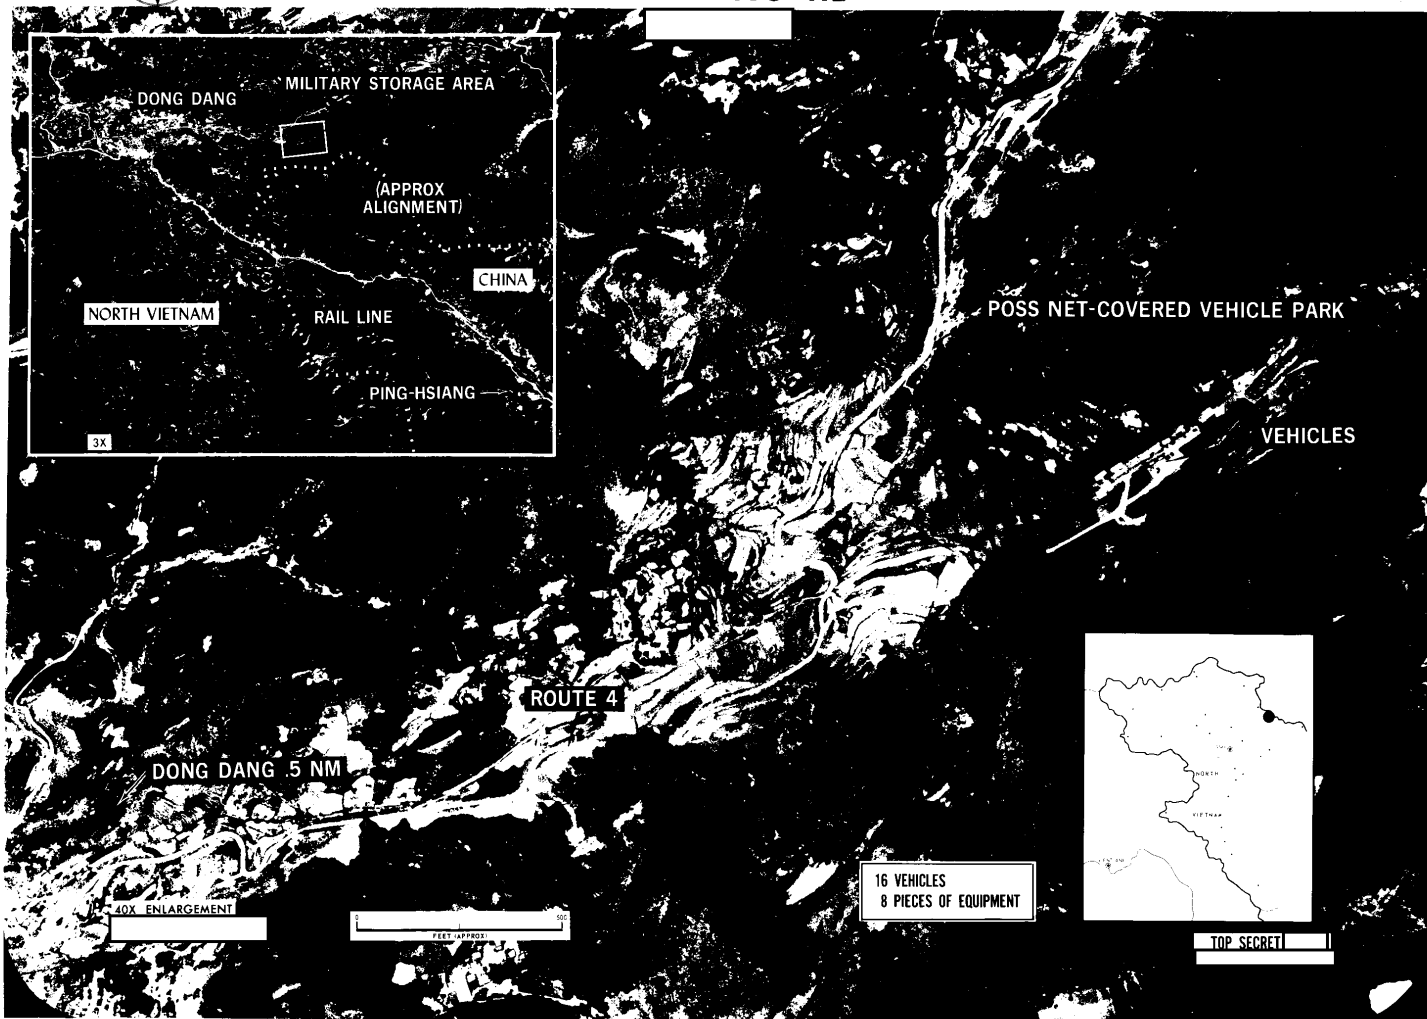 DONG DANG
MILITARY STORAGE AREA
(APPROX
ALIGNMENT)
CHINA
NORTH VIETNAM
RAIL LINE
PING-HSIANG
3X
POSS NET-COVERED VEHICLE PARK
VEHICLES
ROUTE 4
DONG DANG .5 NM
NORTH
VIETNAM
16 VEHICLES
8 PIECES OF EQUIPMENT
40X ENLARGEMENT
0 500
FEET (APPROX)
TOP SECRET